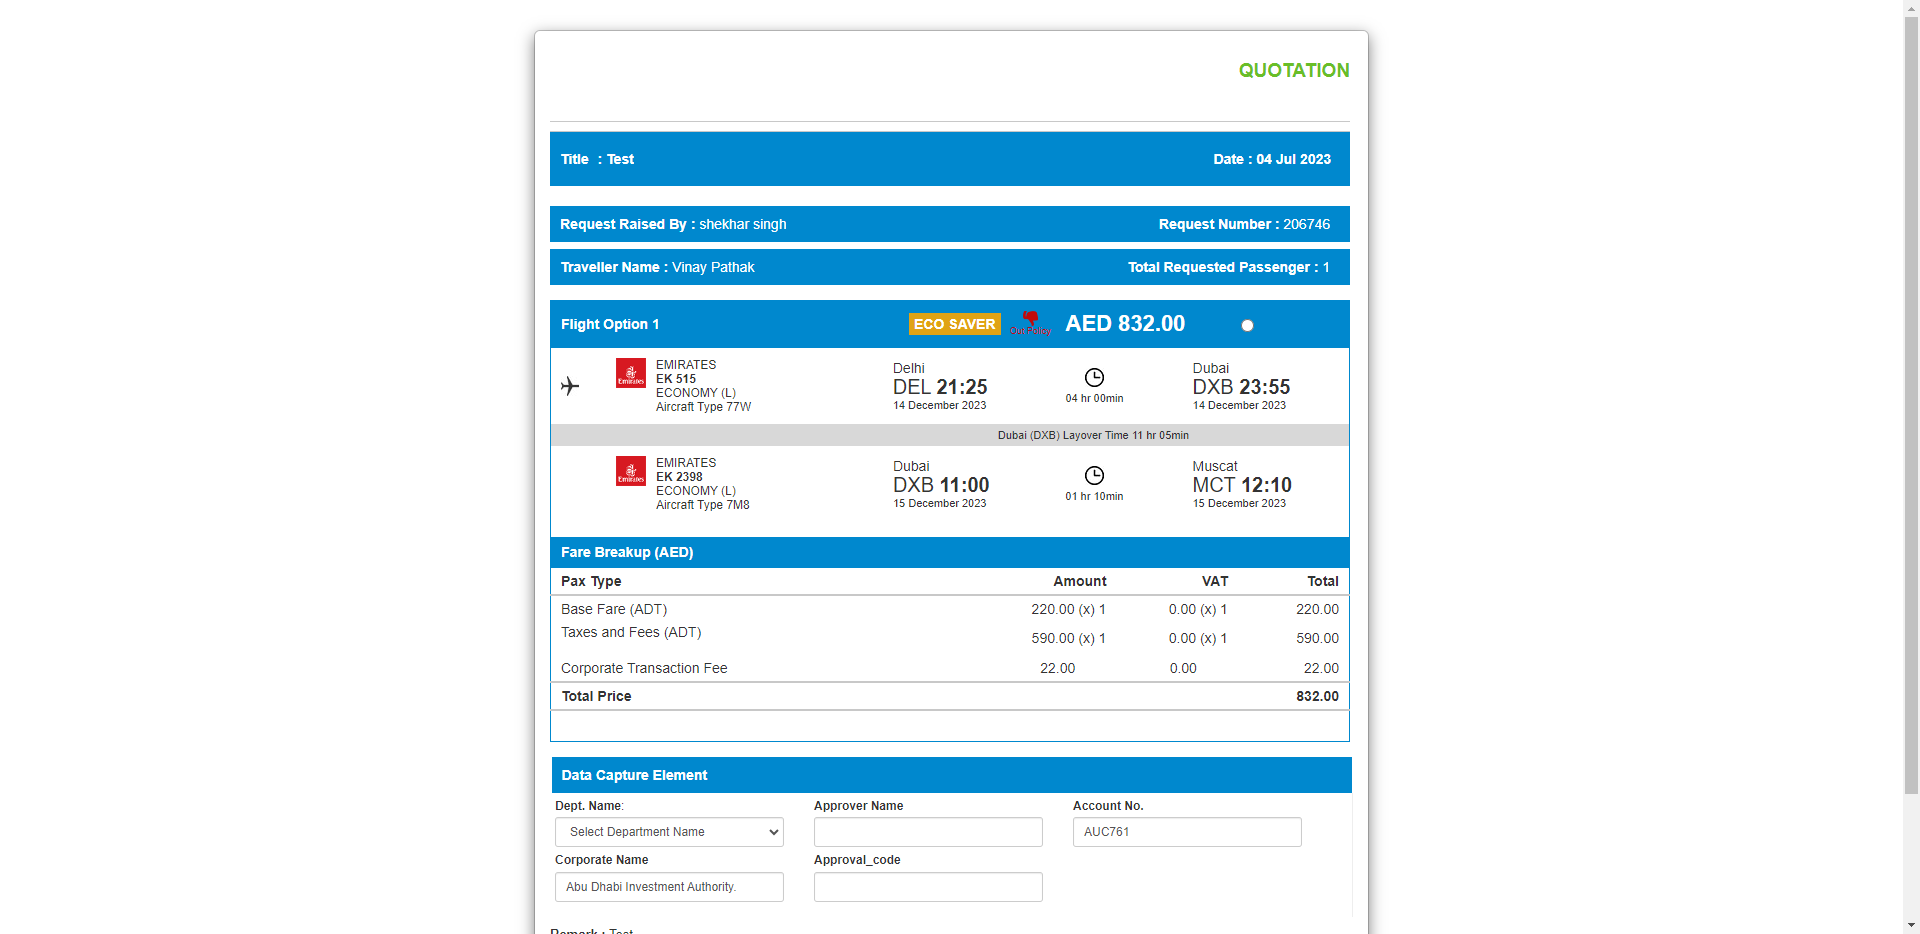 QUOTATION
Title : Test Date : 04 Jul 2023
Request Raised By : shekhar singh Request Number : 206746
Traveller Name : Vinay Pathak Total Requested Passenger : 1
Flight Option 1 ECO SAVER Out Policy AED 832.00
Emirates
EMIRATES
EK 515
ECONOMY (L)
Aircraft Type 77W
Delhi
DEL 21:25
14 December 2023
04 hr 00min
Dubai
DXB 23:55
14 December 2023
Dubai (DXB) Layover Time 11 hr 05min
Emirates
EMIRATES
EK 2398
ECONOMY (L)
Aircraft Type 7M8
Dubai
DXB 11:00
15 December 2023
01 hr 10min
Muscat
MCT 12:10
15 December 2023
Fare Breakup (AED)
Pax Type Amount VAT Total
Base Fare (ADT) 220.00 (x) 1 0.00 (x) 1 220.00
Taxes and Fees (ADT) 590.00 (x) 1 0.00 (x) 1 590.00
Corporate Transaction Fee 22.00 0.00 22.00
Total Price 832.00
Data Capture Element
Dept. Name: Approver Name Account No.
Select Department Name AUC761
Corporate Name Approval_code
Abu Dhabi Investment Authority.
Remark : Test